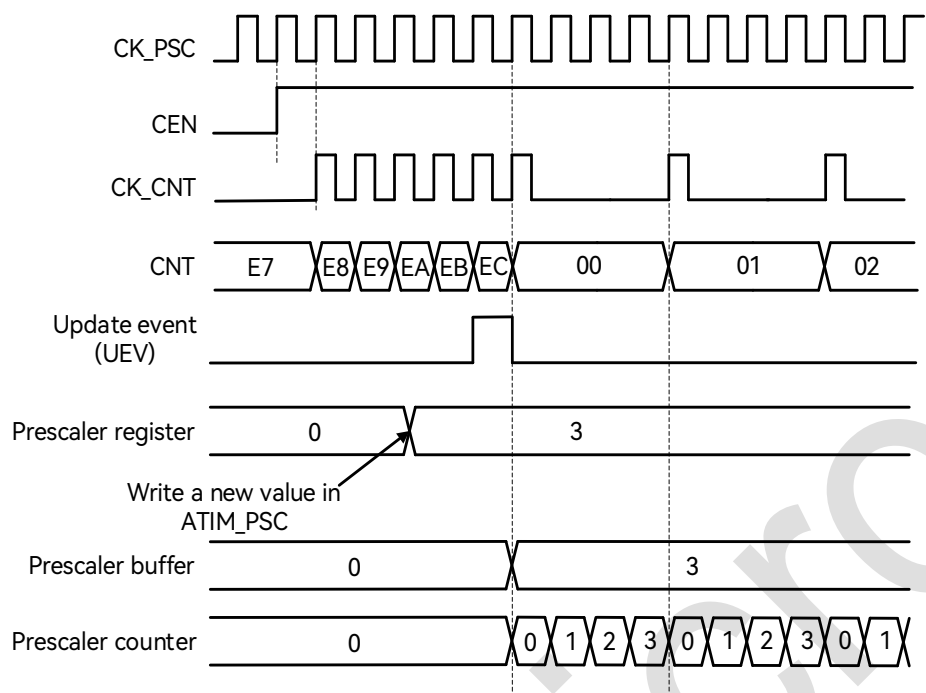 CK_PSC
CEN
CK_CNT
CNT E7 E8 E9 EA EB EC 00 01 02
Update event
(UEV)
Prescaler register 0 3
Write a new value in
ATIM_PSC
Prescaler buffer 0 3
Prescaler counter 0 0 1 2 3 0 1 2 3 0 1